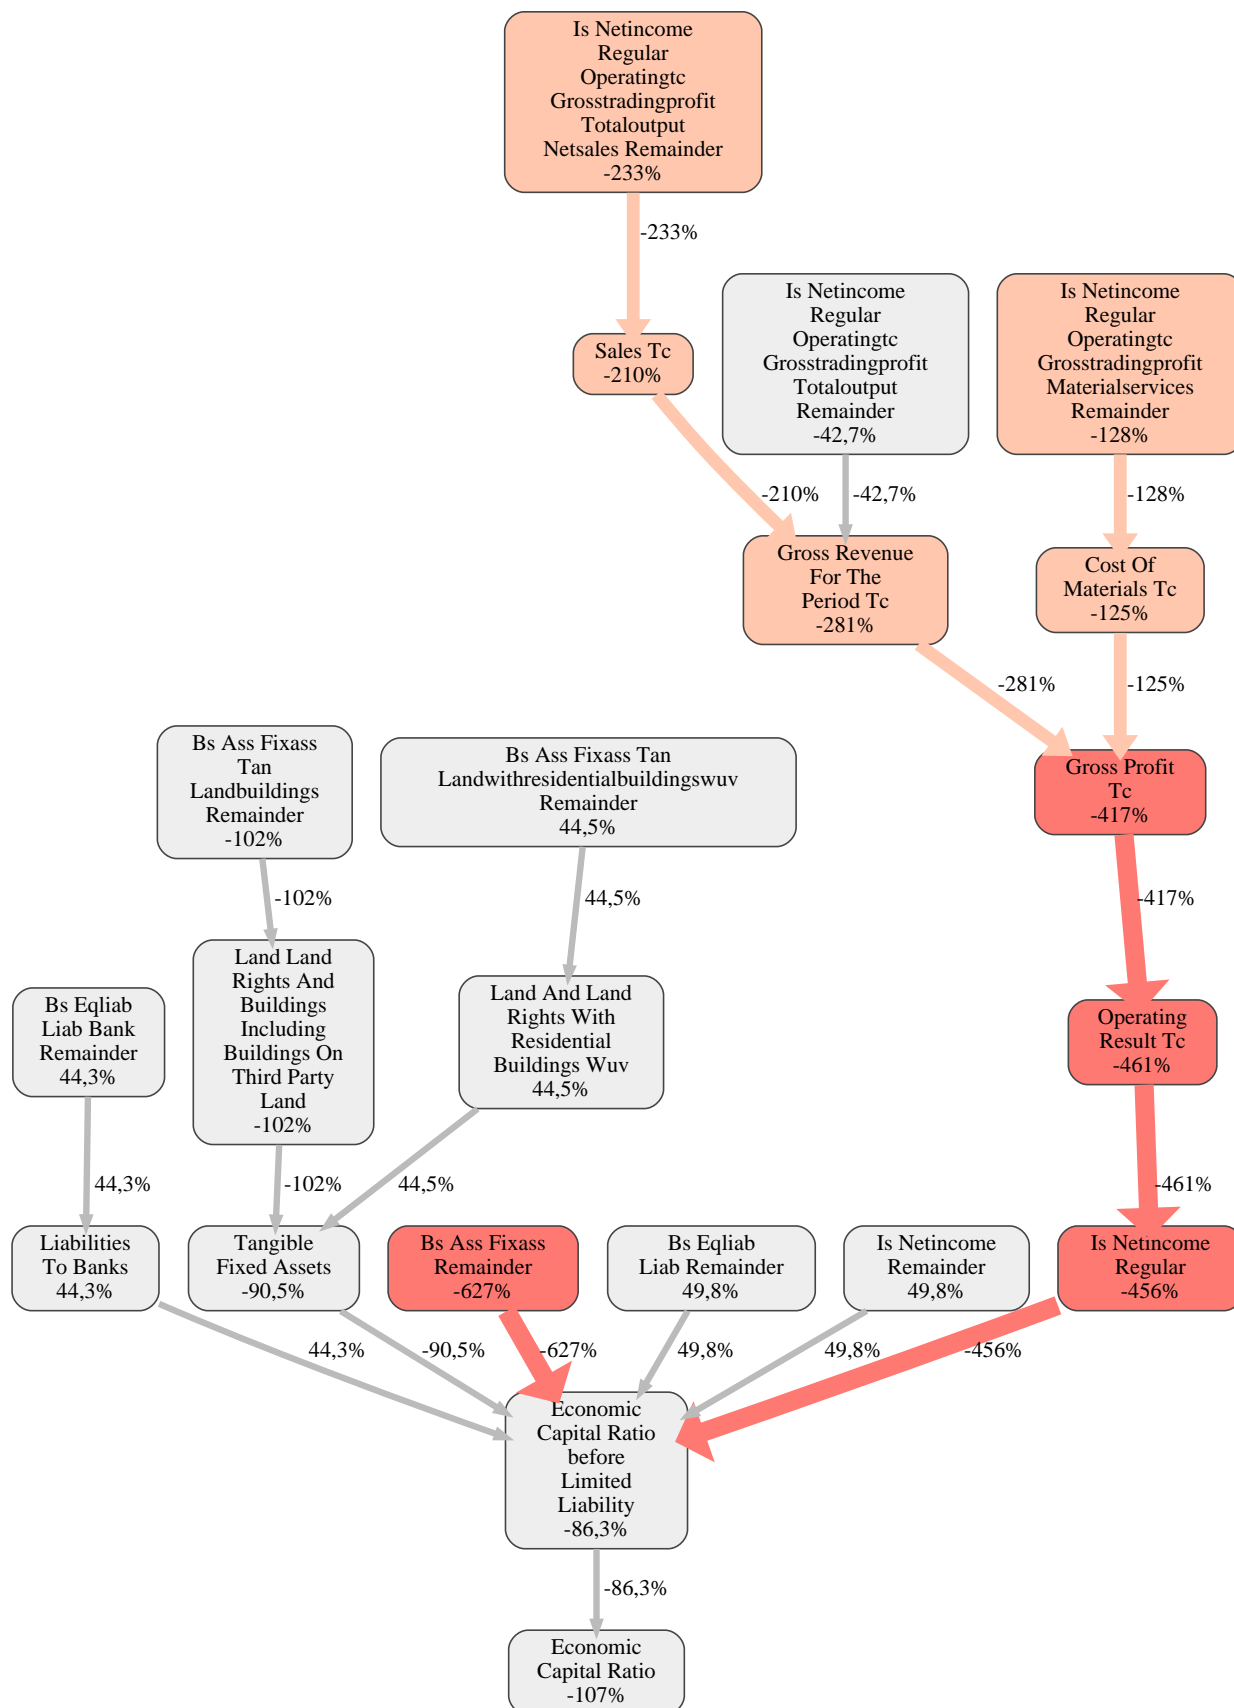 Is Netincome
Regular
Operatingtc
Grosstradingprofit
Totaloutput
Netsales Remainder
-233%
-233%
Sales Tc
-210%
Is Netincome
Regular
Operatingtc
Grosstradingprofit
Totaloutput
Remainder
-42,7%
Is Netincome
Regular
Operatingtc
Grosstradingprofit
Materialservices
Remainder
-128%
-210%
-42,7%
-128%
Gross Revenue
For The
Period Tc
-281%
Cost Of
Materials Tc
-125%
-281%
-125%
Bs Ass Fixass
Tan
Landbuildings
Remainder
-102%
Bs Ass Fixass Tan
Landwithresidentialbuildingswuv
Remainder
44,5%
Gross Profit
Tc
-417%
-102%
44,5%
-417%
Bs Eqliab
Liab Bank
Remainder
44,3%
Land Land
Rights And
Buildings
Including
Buildings On
Third Party
Land
-102%
Land And Land
Rights With
Residential
Buildings Wuv
44,5%
Operating
Result Tc
-461%
44,3%
-102%
44,5%
-461%
Liabilities
To Banks
44,3%
Tangible
Fixed Assets
-90,5%
Bs Ass Fixass
Remainder
-627%
Bs Eqliab
Liab Remainder
49,8%
Is Netincome
Remainder
49,8%
Is Netincome
Regular
-456%
44,3%
-90,5%
-627%
49,8%
49,8%
-456%
Economic
Capital Ratio
before
Limited
Liability
-86,3%
-86,3%
Economic
Capital Ratio
-107%